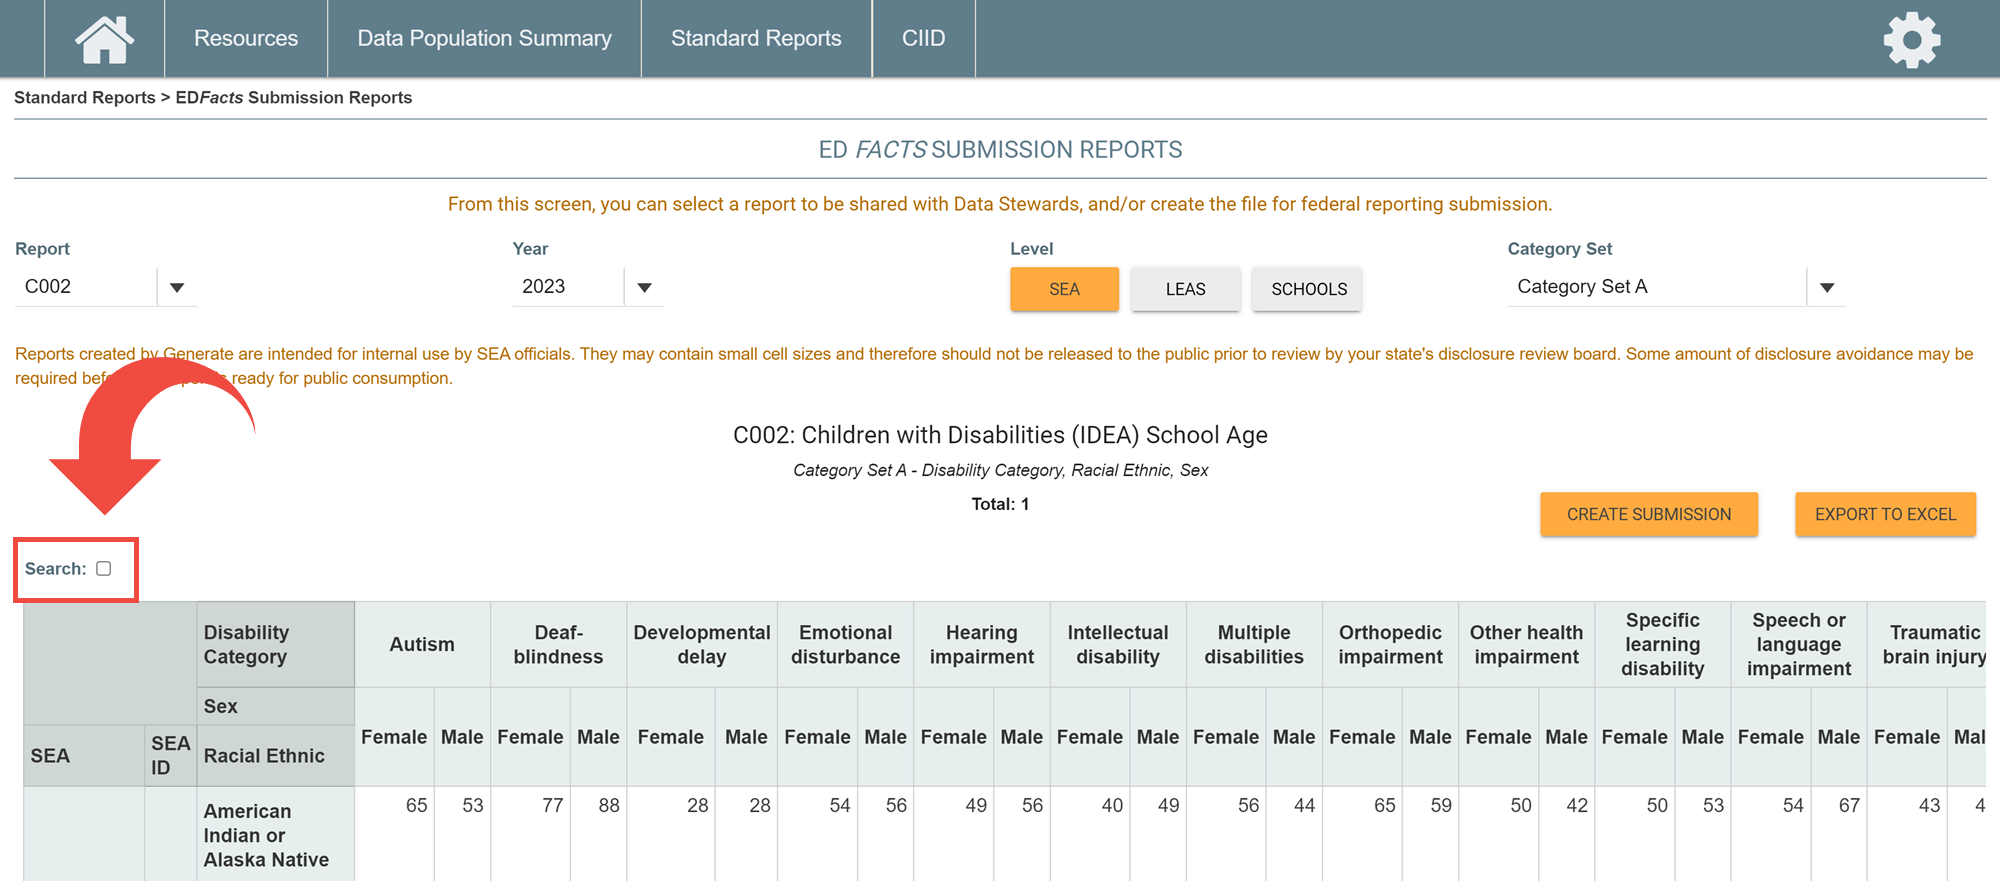 Resources
Data Population Summary
Standard Reports
CIID
Standard Reports > EDFacts Submission Reports
ED FACTS SUBMISSION REPORTS
From this screen, you can select a report to be shared with Data Stewards, and/or create the file for federal reporting submission.
Report
Year
Level
Category Set
C002
2023
SEA
LEAS
SCHOOLS
Category Set A
Reports created by Generate are intended for internal use by SEA officials. They may contain small cell sizes and therefore should not be released to the public prior to review by your state's disclosure review board. Some amount of disclosure avoidance may be
required ready for public consumption.
C002: Children with Disabilities (IDEA) School Age
Category Set A - Disability Category, Racial Ethnic, Sex
Total: 1
CREATE SUBMISSION
EXPORT TO EXCEL
Search:
Disability Category
Autism
Deaf-blindness
Developmental delay
Emotional disturbance
Hearing impairment
Intellectual disability
Multiple disabilities
Orthopedic impairment
Other health impairment
Specific learning disability
Speech or language impairment
Traumatic brain injury
Sex
Female Male Female Male Female Male Female Male Female Male Female Male Female Male Female Male Female Male Female Male Female Male Female
SEA
SEA ID
Racial Ethnic
American Indian or Alaska Native
65 53 77 88 28 28 54 56 49 56 40 49 56 44 65 59 50 42 50 53 54 67 43